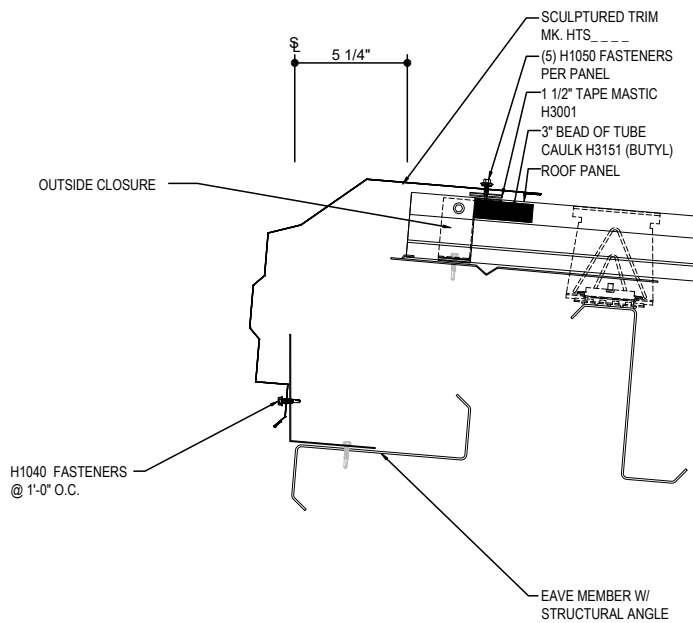 SCULPTURED TRIM
MK. HTS_ _ _ _
(5) H1050 FASTENERS
PER PANEL
1 1/2" TAPE MASTIC
H3001
3" BEAD OF TUBE
CAULK H3151 (BUTYL)
ROOF PANEL
SL
5 1/4"
OUTSIDE CLOSURE
H1040 FASTENERS
@ 1'-0" O.C.
EAVE MEMBER W/
STRUCTURAL ANGLE